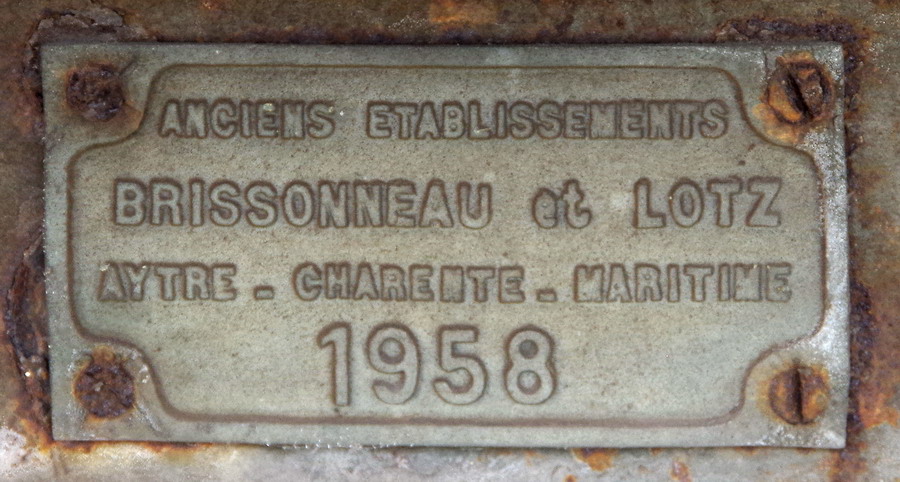 ANCIENS ETABLISSEMENTS
BRISSONNEAU et LOTZ
AYTRE - CHARENTE - MARITIME
1958